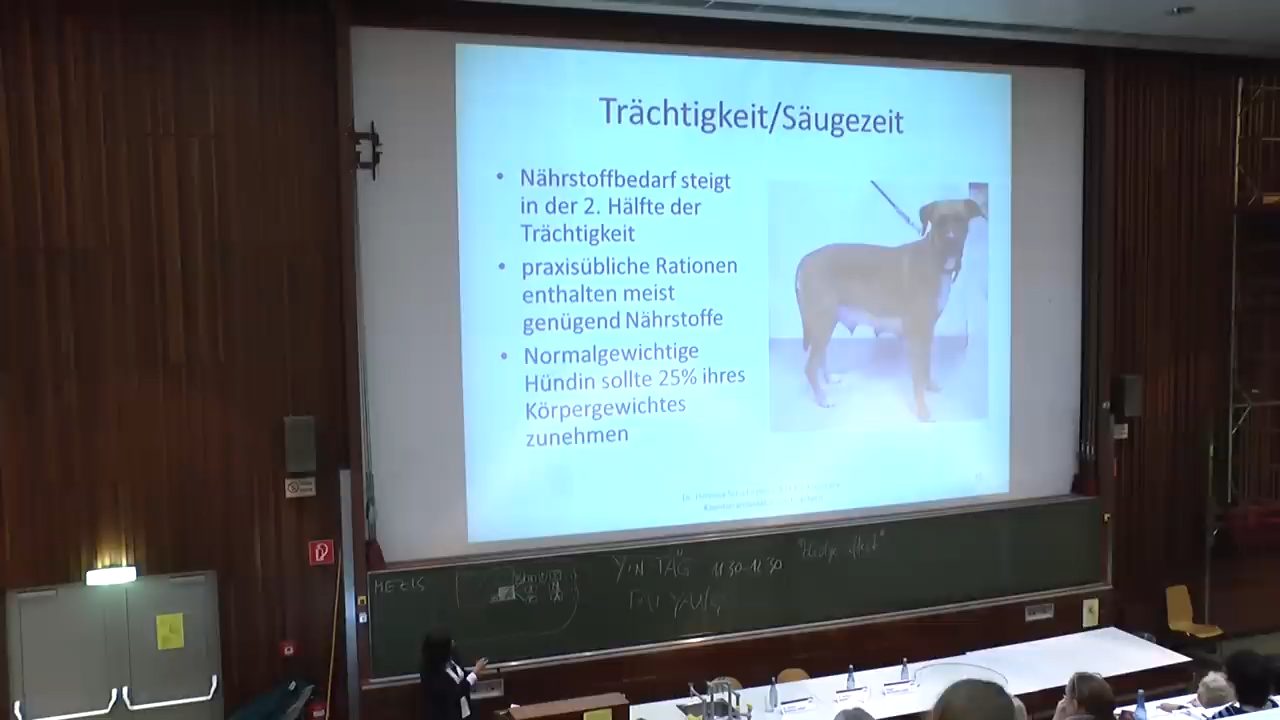 Trächtigkeit/Säugezeit
• Nährstoffbedarf steigt
in der 2. Hälfte der
Trächtigkeit
• praxisübliche Rationen
enthalten meist
genügend Nährstoffe
• Normalgewichtige
Hündin sollte 25% ihres
Körpergewichtes
zunehmen